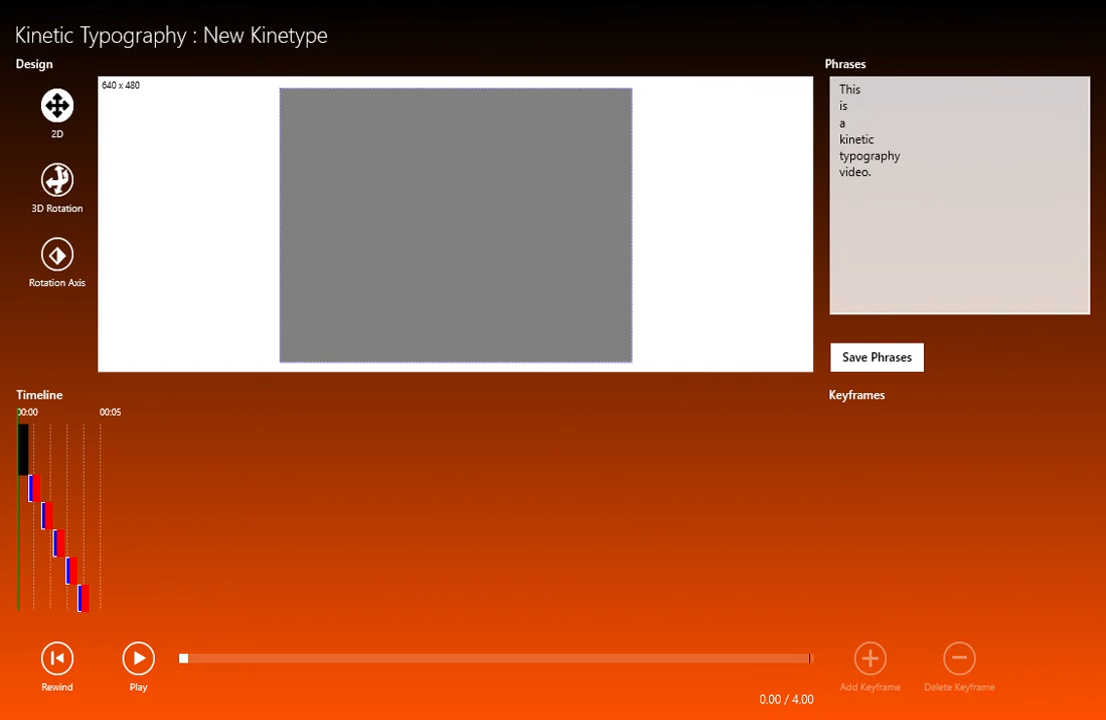 Kinetic Typography : New Kinetype
Design
Phrases
640 x 480
2D
3D Rotation
Rotation Axis
This
is
a
kinetic
typography
video.
Save Phrases
Timeline
Keyframes
00:00 00:05
Rewind
Play
Add Keyframe
Delete Keyframe
0.00 / 4.00